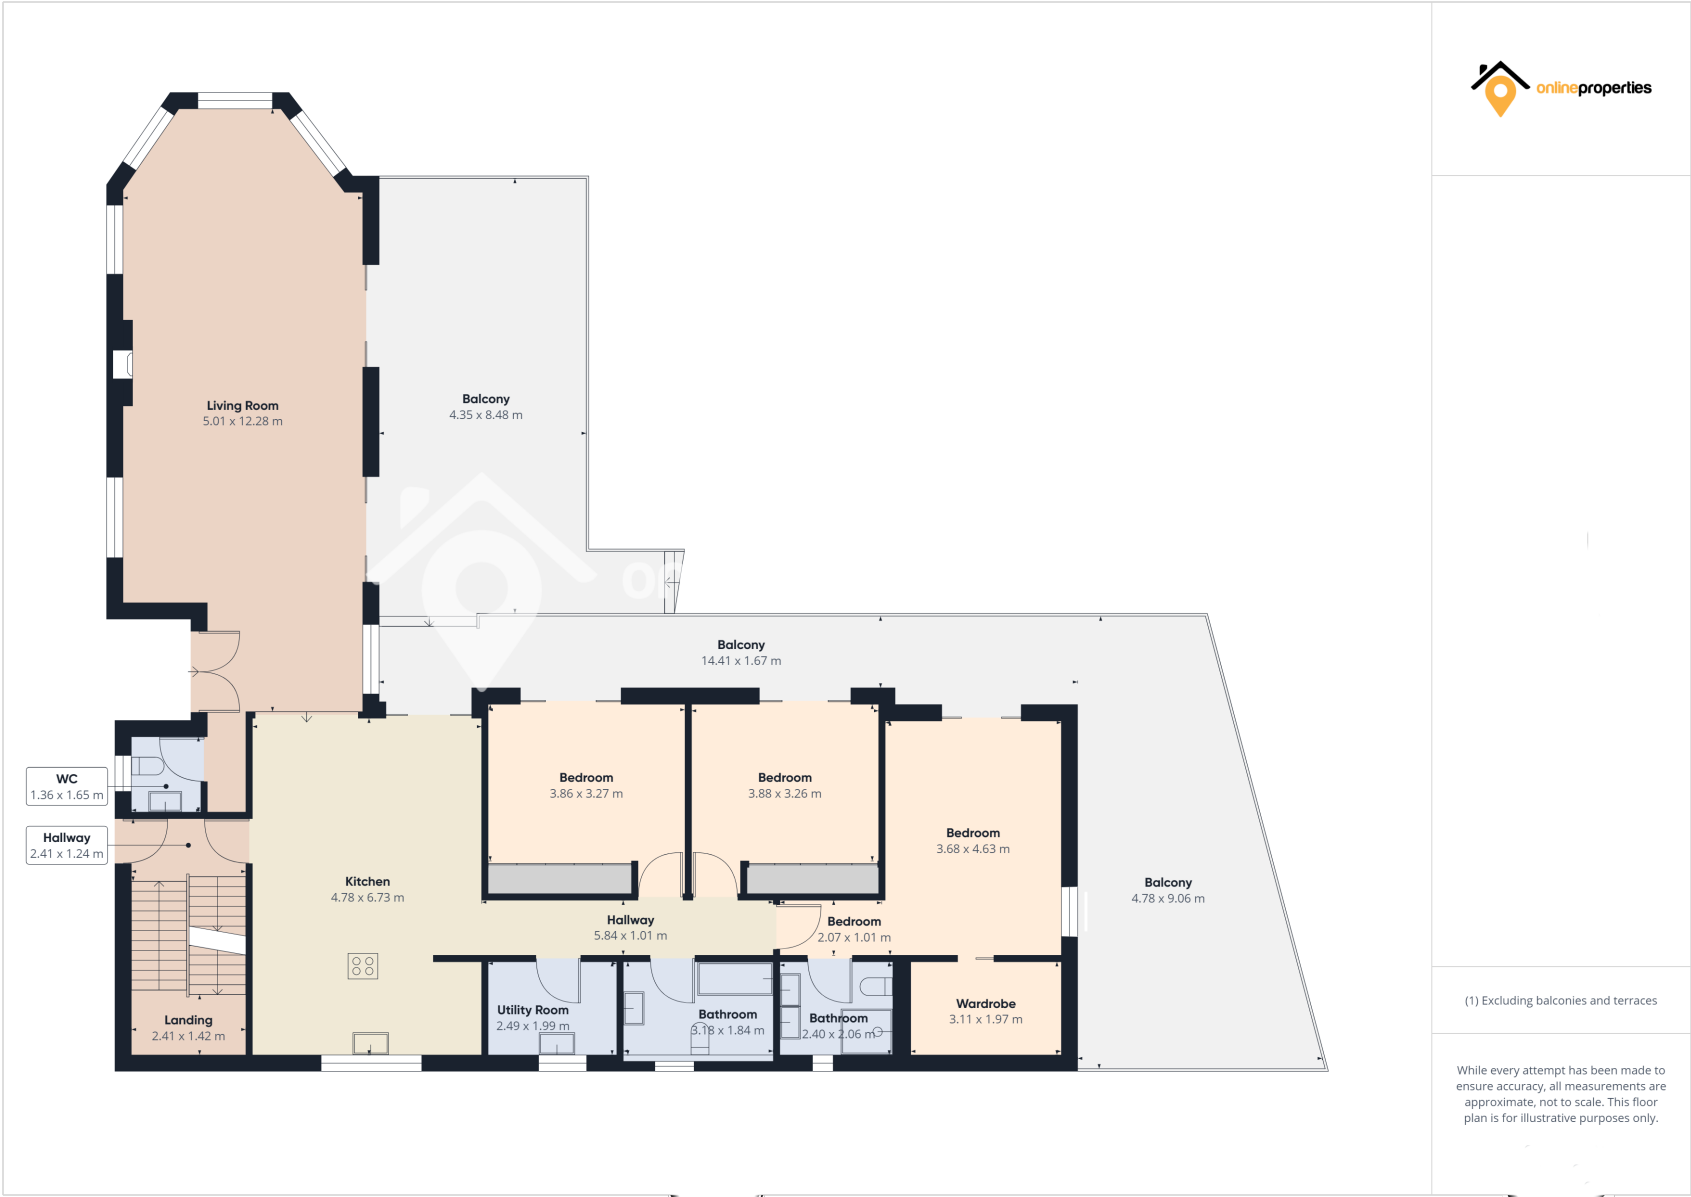 onlineproperties
Living Room
5.01 x 12.28 m
Balcony
4.35 x 8.48 m
Balcony
14.41 x 1.67 m
WC
1.36 x 1.65 m
Hallway
2.41 x 1.24 m
Bedroom
3.86 x 3.27 m
Bedroom
3.88 x 3.26 m
Bedroom
3.68 x 4.63 m
Kitchen
4.78 x 6.73 m
Balcony
4.78 x 9.06 m
Hallway
5.84 x 1.01 m
Bedroom
2.07 x 1.01 m
Landing
2.41 x 1.42 m
Utility Room
2.49 x 1.99 m
Bathroom
3.18 x 1.84 m
Bathroom
2.40 x 2.06 m
Wardrobe
3.11 x 1.97 m
(1) Excluding balconies and terraces
While every attempt has been made to
ensure accuracy, all measurements are
approximate, not to scale. This floor
plan is for illustrative purposes only.